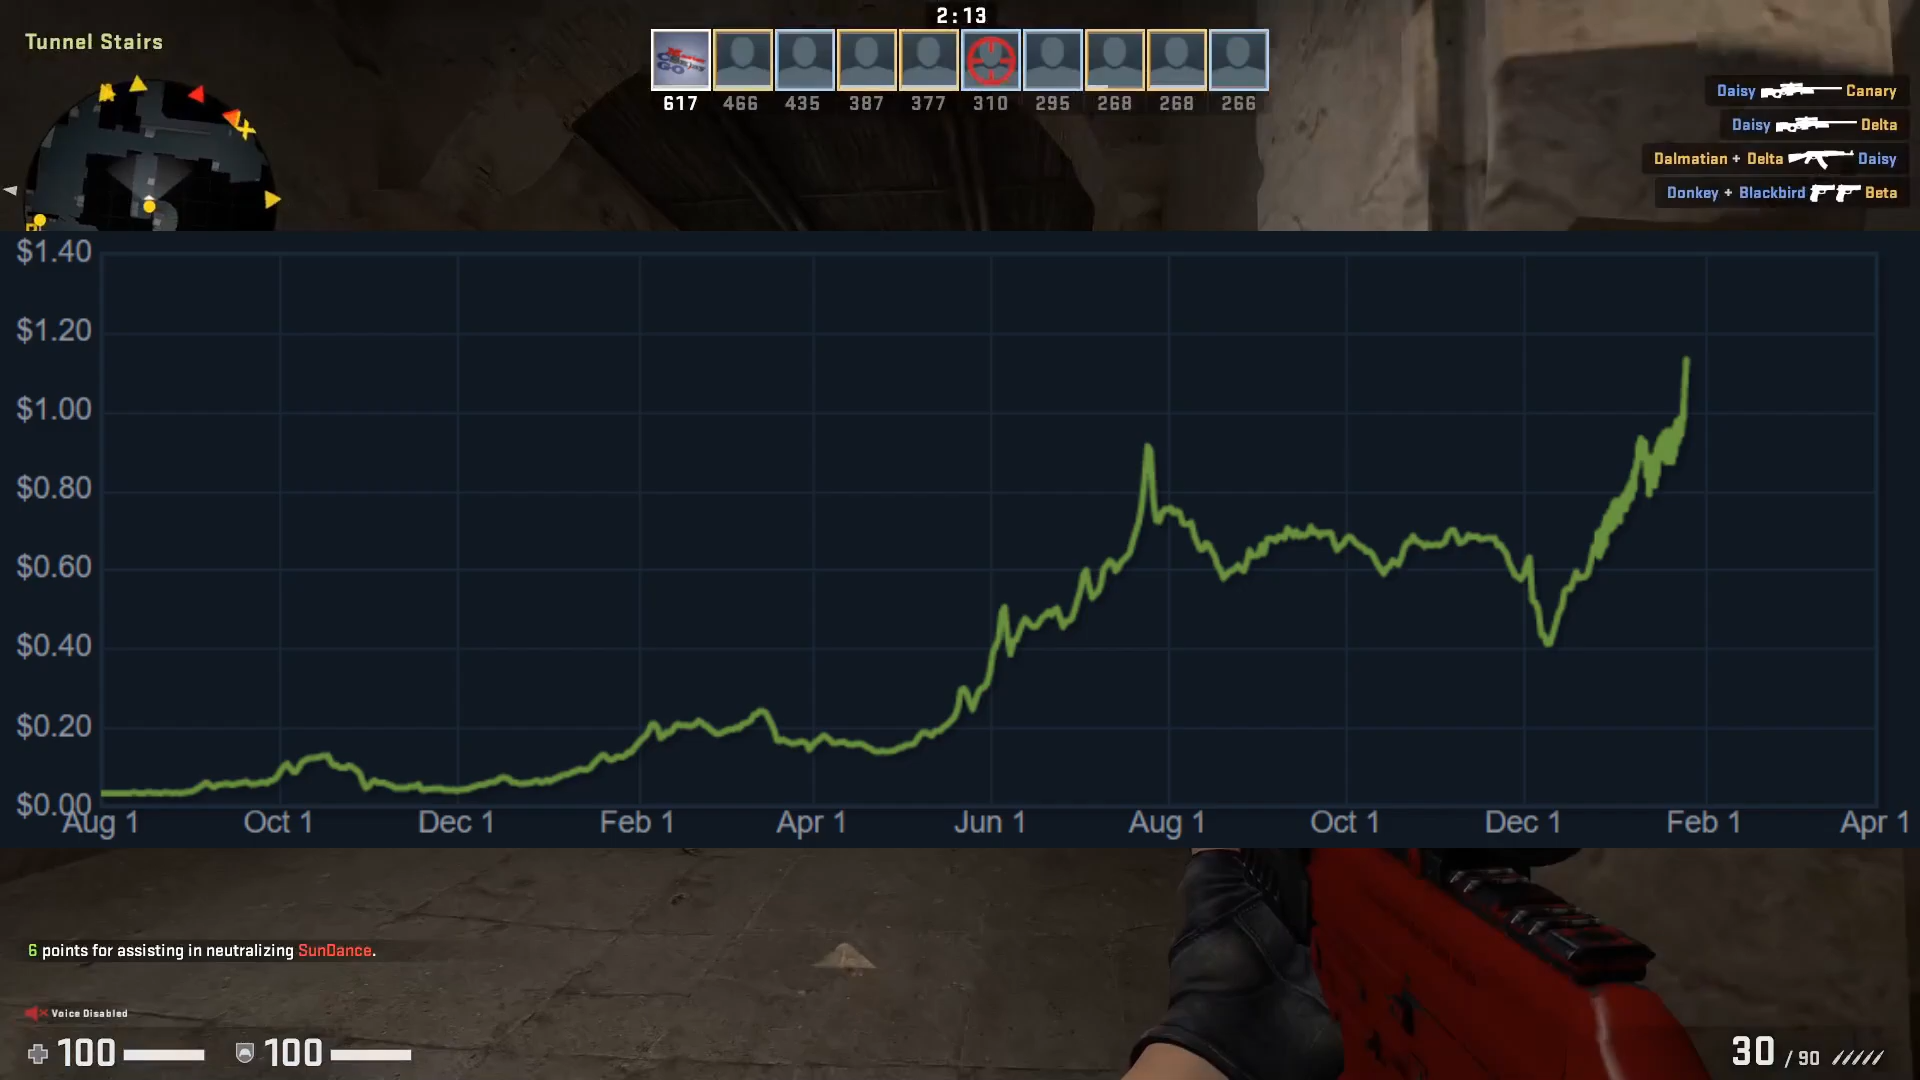 2:13
Tunnel Stairs
617 466 435 387 377 310 295 268 268 266
Daisy Canary
Daisy Delta
Dalmatian + Delta Daisy
Donkey + Blackbird Beta
$1.40
$1.20
$1.00
$0.80
$0.60
$0.40
$0.20
$0.00
Aug 1 Oct 1 Dec 1 Feb 1 Apr 1 Jun 1 Aug 1 Oct 1 Dec 1 Feb 1 Apr 1
6 points for assisting in neutralizing SunDance.
Voice Disabled
100 100
30 / 90